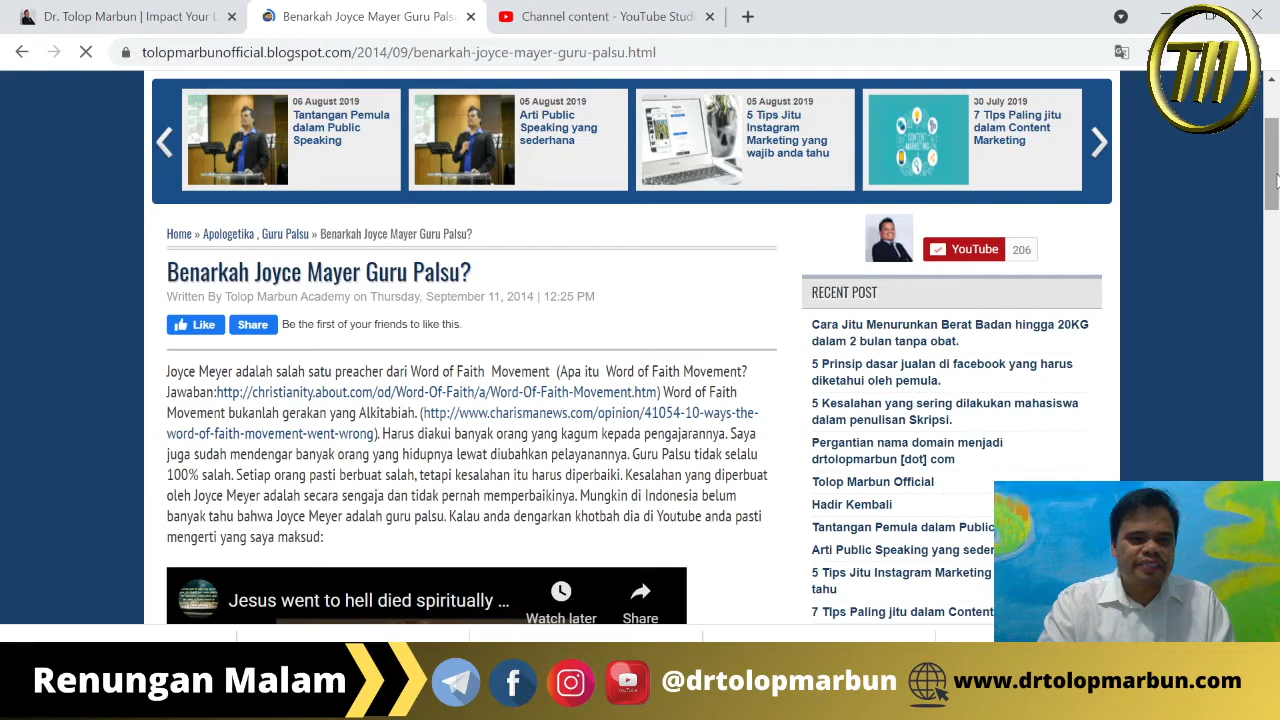 Dr. Tolop Marbun | Impact Your L
Benarkah Joyce Mayer Guru Palsu
Channel content - YouTube Studi
tolopmarbunofficial.blogspot.com/2014/09/benarkah-joyce-mayer-guru-palsu.html
TM
06 August 2019
Tantangan Pemula
dalam Public
Speaking
05 August 2019
Arti Public
Speaking yang
sederhana
05 August 2019
5 Tips Jitu
Instagram
Marketing yang
wajib anda tahu
30 July 2019
7 TIps Paling jitu
dalam Content
Marketing
Home » Apologetika , Guru Palsu » Benarkah Joyce Mayer Guru Palsu?
Benarkah Joyce Mayer Guru Palsu?
Written By Tolop Marbun Academy on Thursday, September 11, 2014 | 12:25 PM
Like Share Be the first of your friends to like this.
Joyce Meyer adalah salah satu preacher dari Word of Faith Movement (Apa itu Word of Faith Movement?
Jawaban:http://christianity.about.com/od/Word-Of-Faith/a/Word-Of-Faith-Movement.htm) Word of Faith
Movement bukanlah gerakan yang Alkitabiah. (http://www.charismanews.com/opinion/41054-10-ways-the-
word-of-faith-movement-went-wrong). Harus diakui banyak orang yang kagum kepada pengajarannya. Saya
juga sudah mendengar banyak orang yang hidupnya lewat diubahkan pelayanannya. Guru Palsu tidak selalu
100% salah. Setiap orang pasti berbuat salah, tetapi kesalahan itu harus diperbaiki. Kesalahan yang diperbuat
oleh Joyce Meyer adalah secara sengaja dan tidak pernah memperbaikinya. Mungkin di Indonesia belum
banyak tahu bahwa Joyce Meyer adalah guru palsu. Kalau anda dengarkan khotbah dia di Youtube anda pasti
mengerti yang saya maksud:
Jesus went to hell died spiritually ...
Watch later
Share
YouTube 206
RECENT POST
Cara Jitu Menurunkan Berat Badan hingga 20KG
dalam 2 bulan tanpa obat.
5 Prinsip dasar jualan di facebook yang harus
diketahui oleh pemula.
5 Kesalahan yang sering dilakukan mahasiswa
dalam penulisan Skripsi.
Pergantian nama domain menjadi
drtolopmarbun [dot] com
Tolop Marbun Official
Hadir Kembali
Tantangan Pemula dalam Public
Arti Public Speaking yang seder
5 Tips Jitu Instagram Marketing
tahu
7 TIps Paling jitu dalam Content
Renungan Malam
YouTube
@drtolopmarbun
www.drtolopmarbun.com